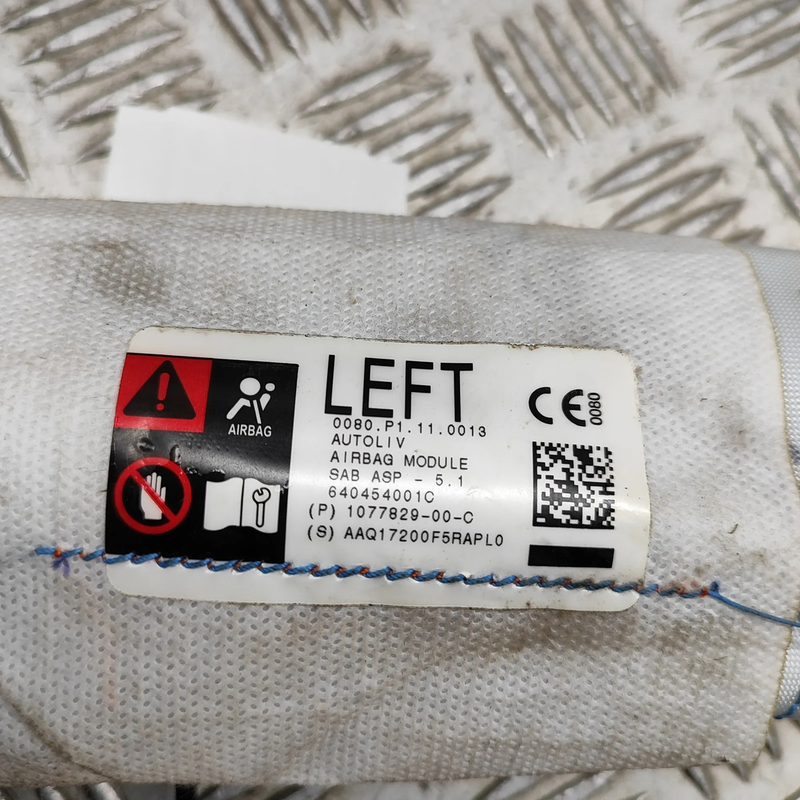 AIRBAG
LEFT
0080.P1.11.0013
AUTOLIV
AIRBAG MODULE
SAB ASP - 5.1
640454001C
(P) 1077829-00-C
(S) AAQ17200F5RAPL0
CE 0080